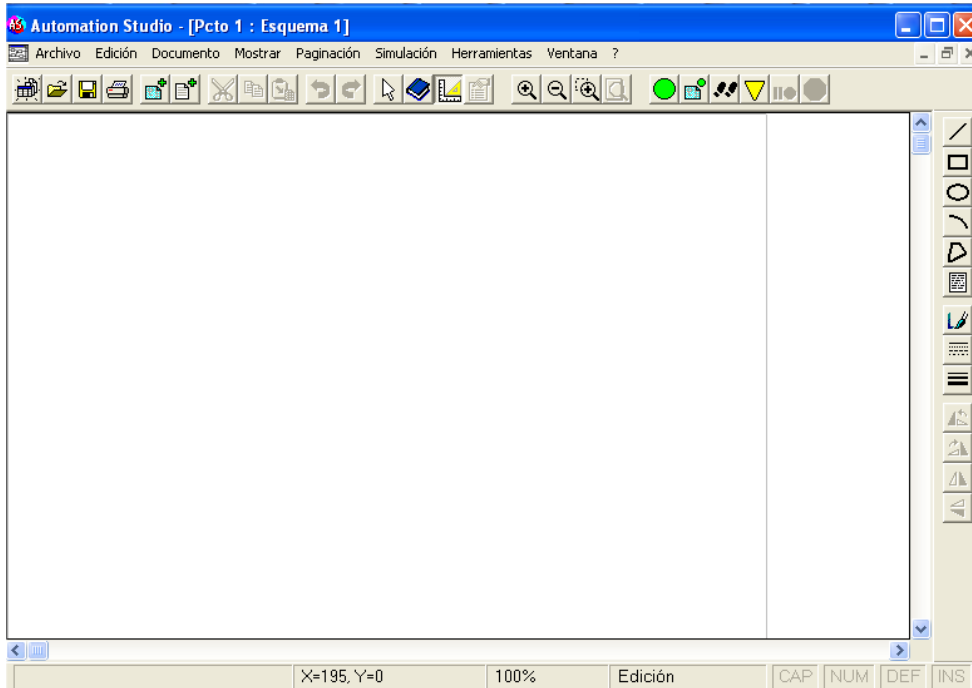 Automation Studio - [Pcto 1 : Esquema 1]
Archivo Edición Documento Mostrar Paginación Simulación Herramientas Ventana ?
X=195, Y=0 100% Edición CAP NUM DEF INS